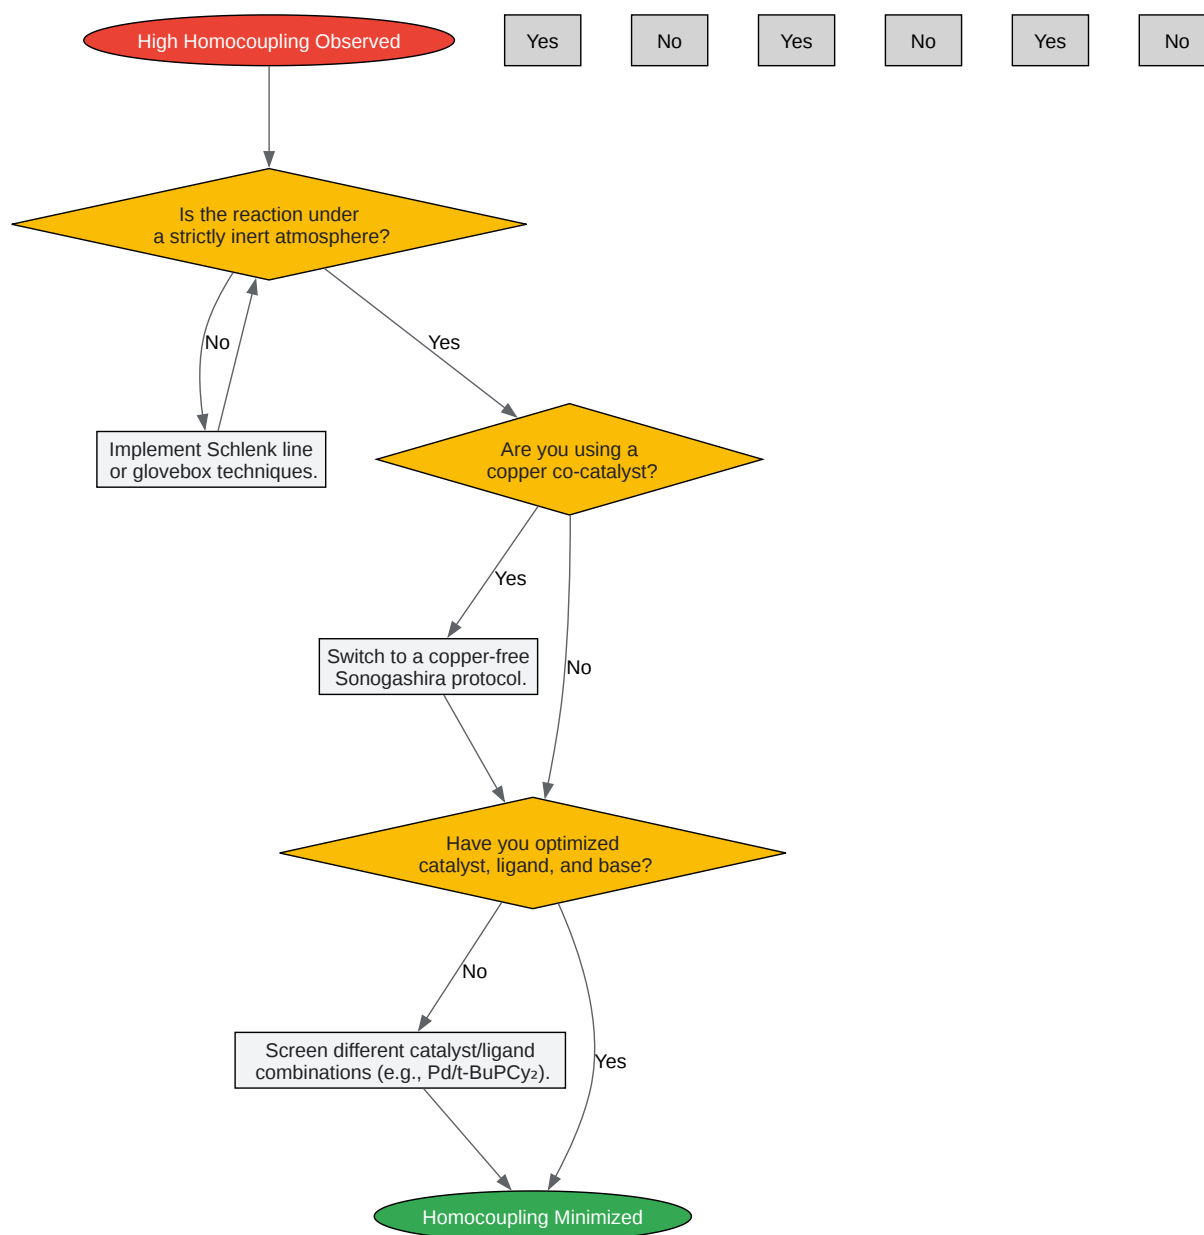 High Homocoupling Observed
Yes
No
Yes
No
Yes
No
Is the reaction under
a strictly inert atmosphere?
No
Yes
Implement Schlenk line
or glovebox techniques.
Are you using a
copper co-catalyst?
Yes
No
Switch to a copper-free
Sonogashira protocol.
Have you optimized
catalyst, ligand, and base?
No
Yes
Screen different catalyst/ligand
combinations (e.g., Pd/t-BuPCy₂).
Homocoupling Minimized